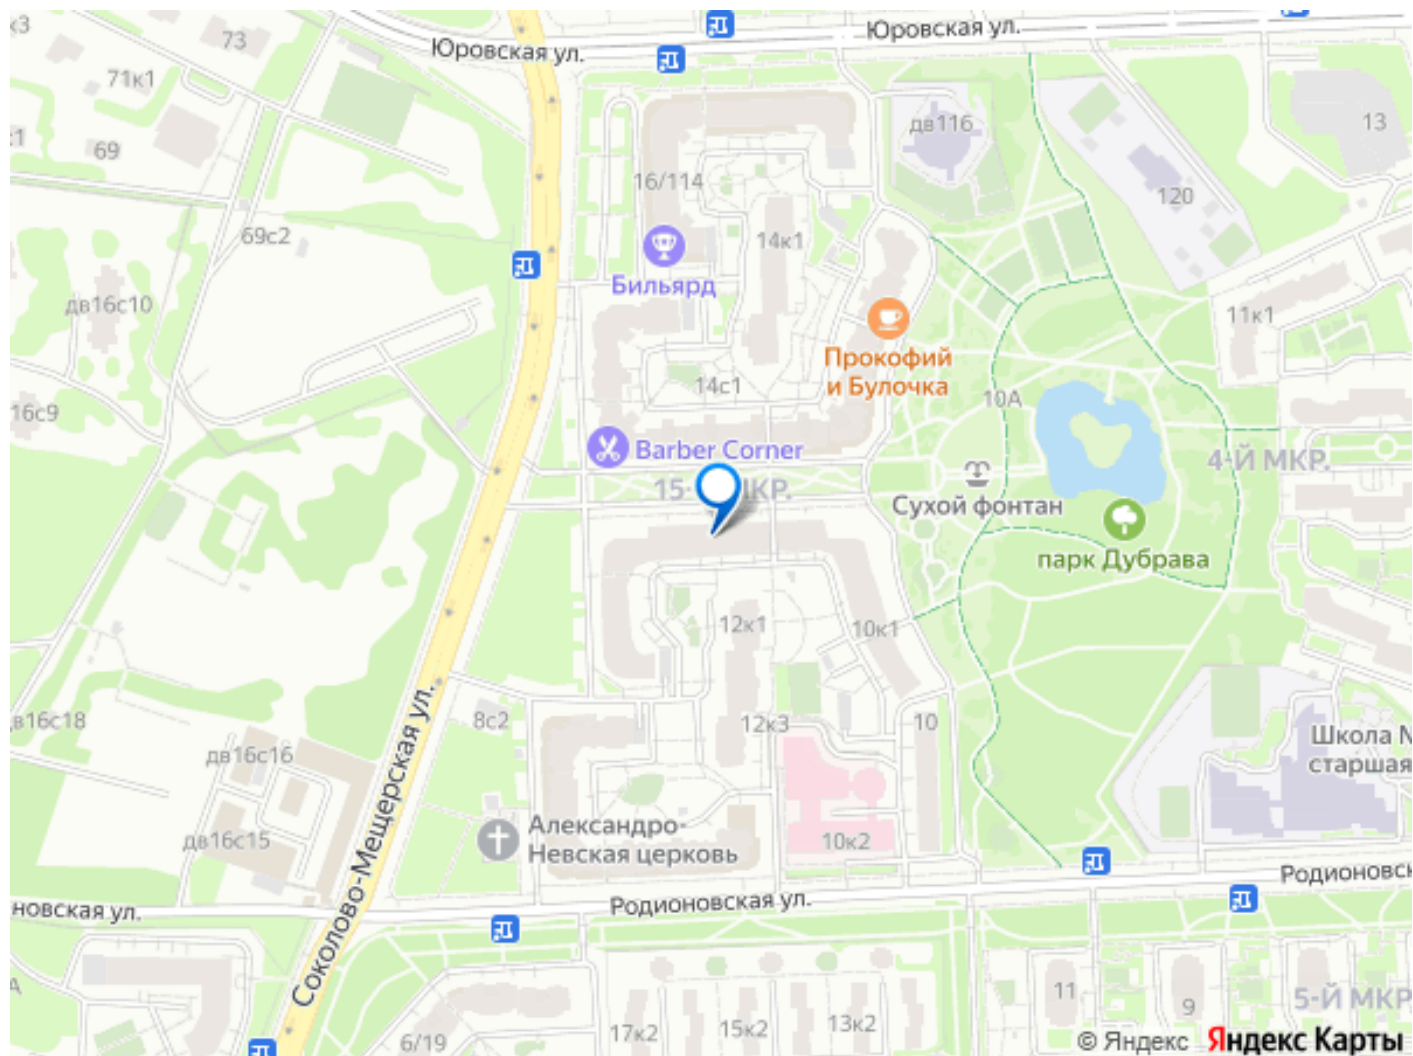 к3
73
Юровская ул.
Юровская ул.
71к1
13
69
дв116
16/114
120
69с2
14к1
Бильярд
дв16с10
11к1
Прокофий
и Булочка
14с1
10А
16с9
Barber Corner
4-Й МКР.
Сухой фонтан
парк Дубрава
12к1
10к1
8с2
12к3
10
дв16с16
Школа
старшая
Соколово-Мещерская ул.
дв16с15
Александро-
Невская церковь
10к2
Родионовск
новская ул.
Родионовская ул.
11
9
5-Й МКР
17к2
15к2
13к2
6/19
© Яндекс Яндекс Карты